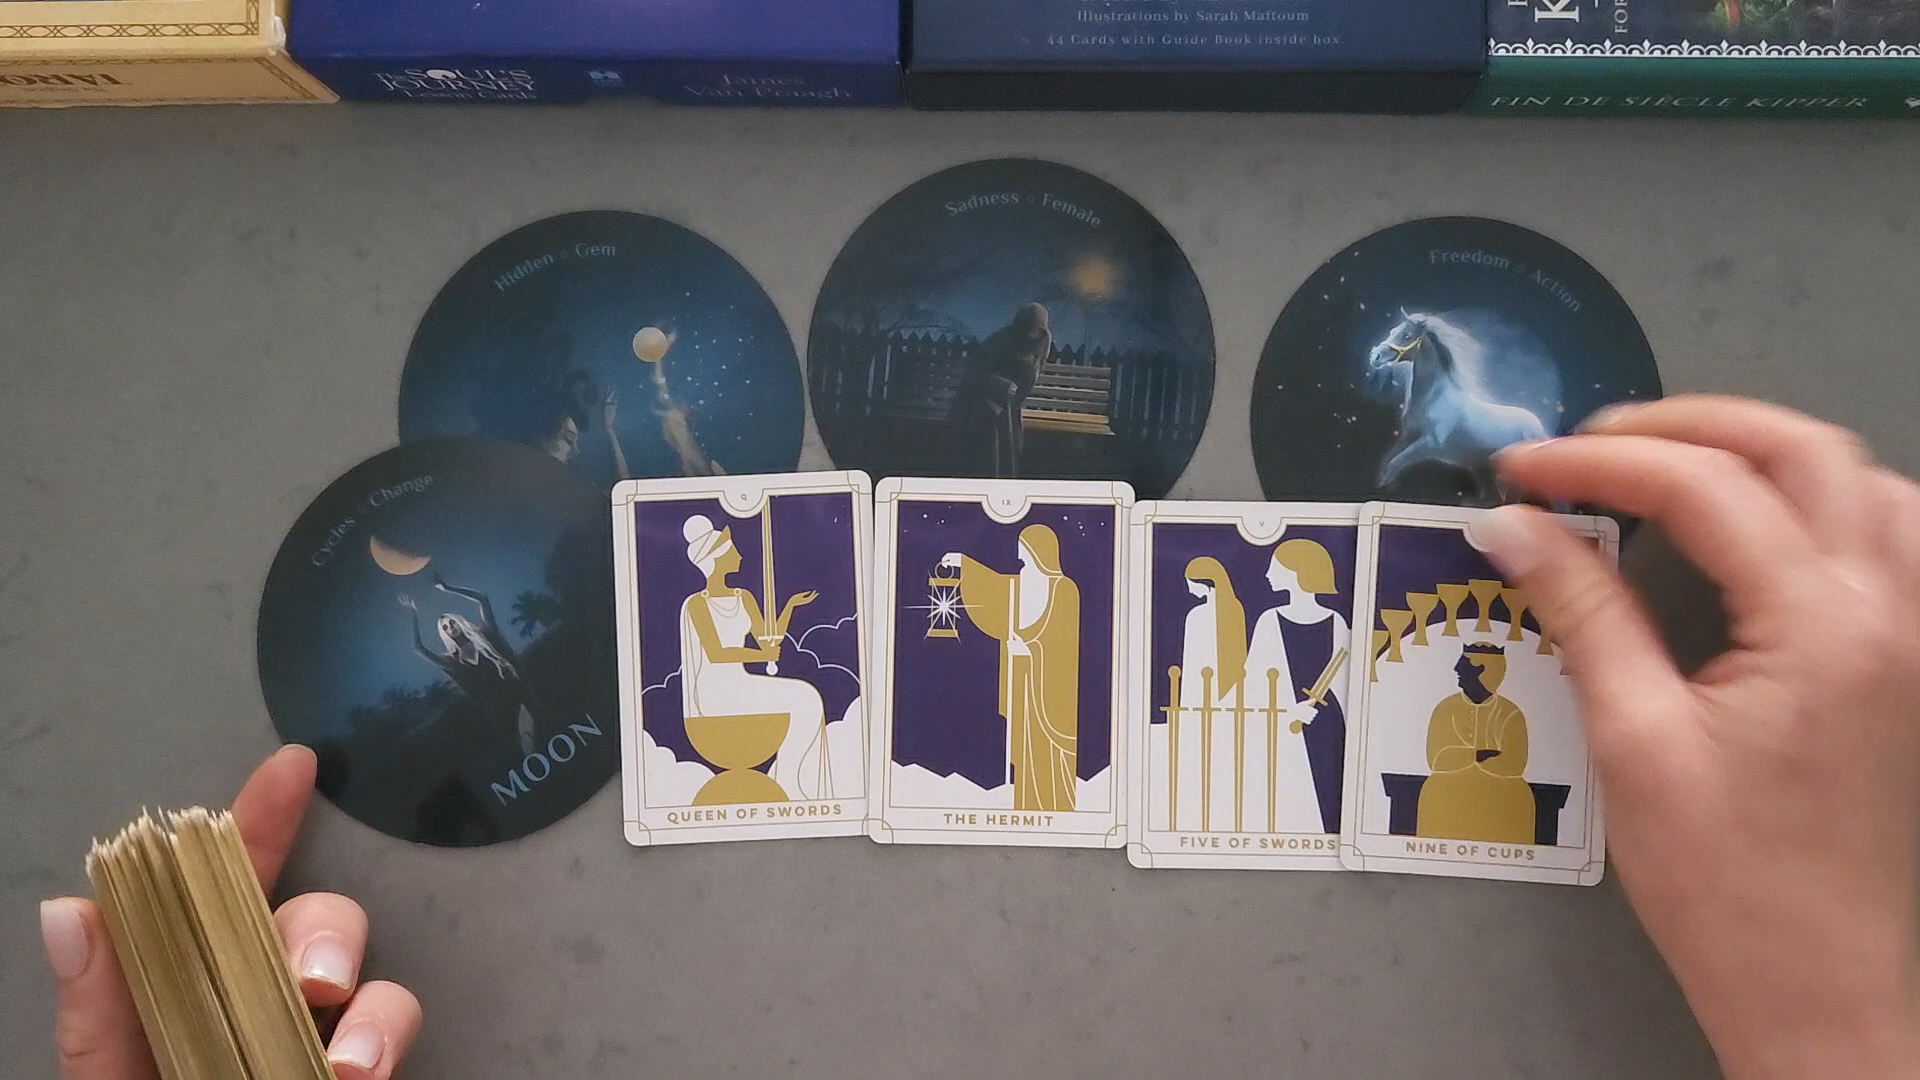 Illustrations by Sarah Maftoum
44 Cards with Guide Book inside box.
TAROT
The SOUL'S JOURNEY
Lesson Cards
James
Van Praagh
FIN DE SIÈCLE KIPPER
Hidden Gem
Sadness Female
Freedom Action
Cycles Change
MOON
Q
QUEEN OF SWORDS
IX
THE HERMIT
V
FIVE OF SWORDS
NINE OF CUPS